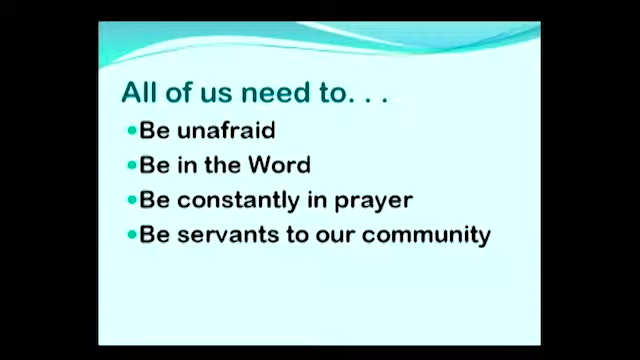 All of us need to. . .
•Be unafraid
•Be in the Word
•Be constantly in prayer
•Be servants to our community